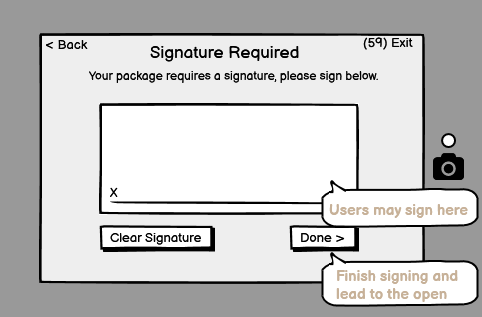 < Back
(59) Exit
Signature Required
Your package requires a signature, please sign below.
X
Users may sign here
Clear Signature
Done >
Finish signing and
lead to the open